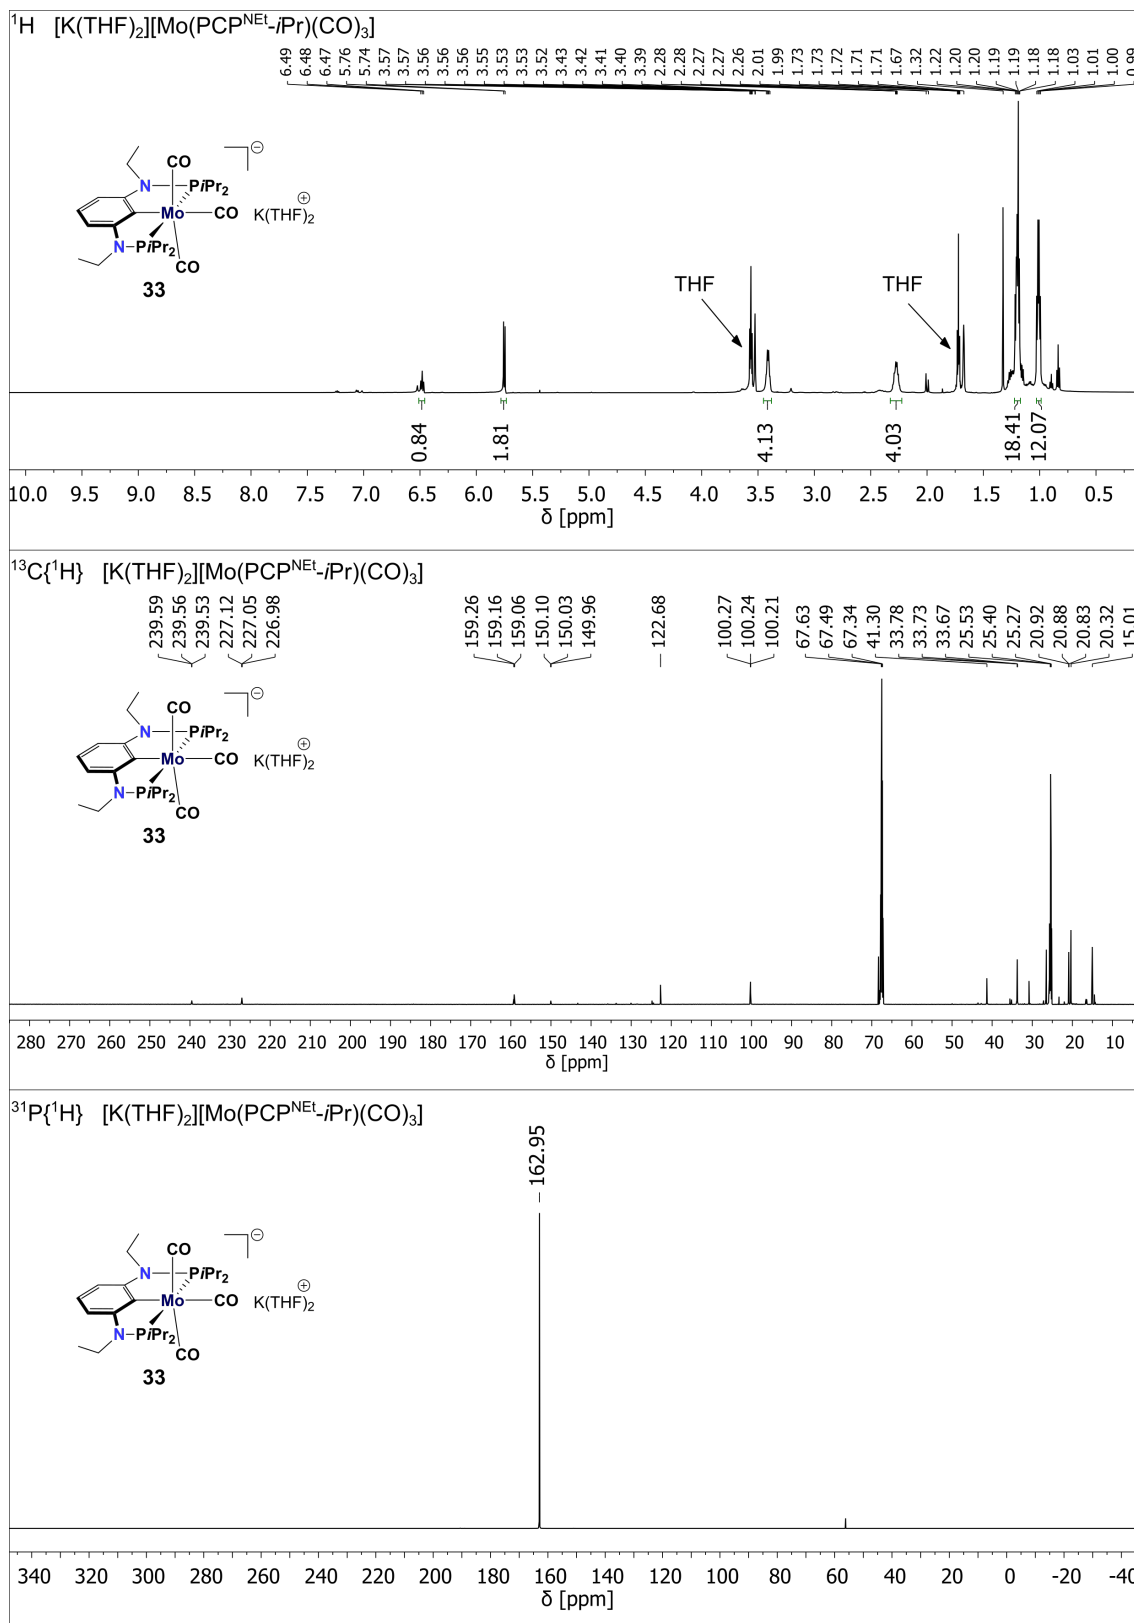 ¹H [K(THF)₂][Mo(PCP^NEt-iPr)(CO)₃]
6.49 6.48 6.47 5.76 5.74 3.57 3.57 3.56 3.56 3.56 3.55 3.53 3.53 3.52 3.43 3.42 3.41 3.40 3.39 2.28 2.28 2.27 2.27 2.26 2.01 1.99 1.73 1.73 1.72 1.71 1.71 1.67 1.32 1.22 1.20 1.20 1.19 1.19 1.18 1.18 1.03 1.01 1.00 0.99
CO ⊖
N PiPr₂
Mo CO K(THF)₂ ⊕
N PiPr₂
CO
33
THF THF
0.84 1.81 4.13 4.03 18.41 12.07
10.0 9.5 9.0 8.5 8.0 7.5 7.0 6.5 6.0 5.5 5.0 4.5 4.0 3.5 3.0 2.5 2.0 1.5 1.0 0.5
δ [ppm]
¹³C{¹H} [K(THF)₂][Mo(PCP^NEt-iPr)(CO)₃]
239.59 239.56 239.53 227.12 227.05 226.98 159.26 159.16 159.06 150.10 150.03 149.96 122.68 100.27 100.24 100.21 67.63 67.49 67.34 41.30 33.78 33.73 33.67 25.53 25.40 25.27 20.92 20.88 20.83 20.32 15.01
CO ⊖
N PiPr₂
Mo CO K(THF)₂ ⊕
N PiPr₂
CO
33
280 270 260 250 240 230 220 210 200 190 180 170 160 150 140 130 120 110 100 90 80 70 60 50 40 30 20 10
δ [ppm]
³¹P{¹H} [K(THF)₂][Mo(PCP^NEt-iPr)(CO)₃]
162.95
CO ⊖
N PiPr₂
Mo CO K(THF)₂ ⊕
N PiPr₂
CO
33
340 320 300 280 260 240 220 200 180 160 140 120 100 80 60 40 20 0 -20 -40
δ [ppm]